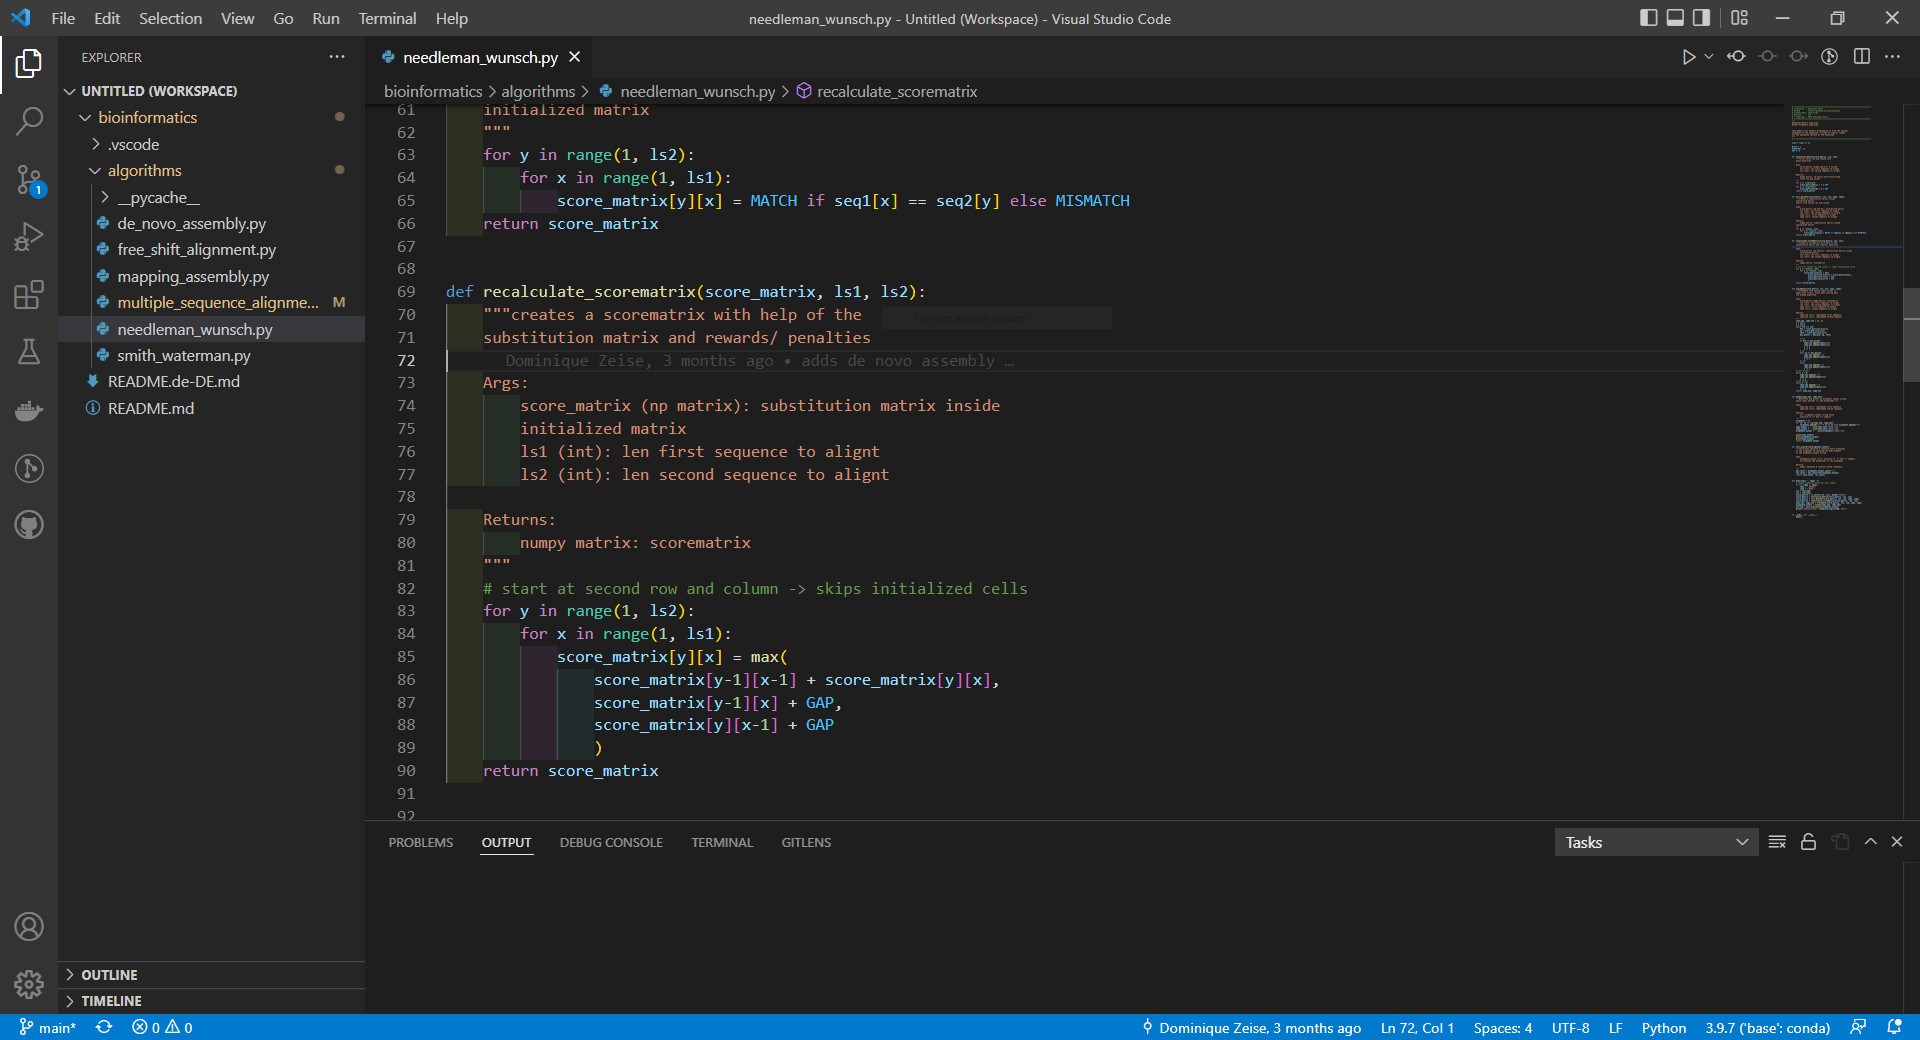 File Edit Selection View Go Run Terminal Help
needleman_wunsch.py - Untitled (Workspace) - Visual Studio Code
EXPLORER
UNTITLED (WORKSPACE)
bioinformatics
.vscode
algorithms
__pycache__
de_novo_assembly.py
free_shift_alignment.py
mapping_assembly.py
multiple_sequence_alignme... M
needleman_wunsch.py
smith_waterman.py
README.de-DE.md
README.md
OUTLINE
TIMELINE
1
needleman_wunsch.py
bioinformatics > algorithms > needleman_wunsch.py > recalculate_scorematrix
61 initialized matrix
62 """
63 for y in range(1, ls2):
64 for x in range(1, ls1):
65 score_matrix[y][x] = MATCH if seq1[x] == seq2[y] else MISMATCH
66 return score_matrix
67
68
69 def recalculate_scorematrix(score_matrix, ls1, ls2):
70 """creates a scorematrix with help of the
71 substitution matrix and rewards/ penalties
72 Dominique Zeise, 3 months ago • adds de novo assembly …
73 Args:
74 score_matrix (np matrix): substitution matrix inside
75 initialized matrix
76 ls1 (int): len first sequence to alignt
77 ls2 (int): len second sequence to alignt
78
79 Returns:
80 numpy matrix: scorematrix
81 """
82 # start at second row and column -> skips initialized cells
83 for y in range(1, ls2):
84 for x in range(1, ls1):
85 score_matrix[y][x] = max(
86 score_matrix[y-1][x-1] + score_matrix[y][x],
87 score_matrix[y-1][x] + GAP,
88 score_matrix[y][x-1] + GAP
89 )
90 return score_matrix
91
92
PROBLEMS OUTPUT DEBUG CONSOLE TERMINAL GITLENS
Tasks
main* 0 0
Dominique Zeise, 3 months ago Ln 72, Col 1 Spaces: 4 UTF-8 LF Python 3.9.7 ('base': conda)